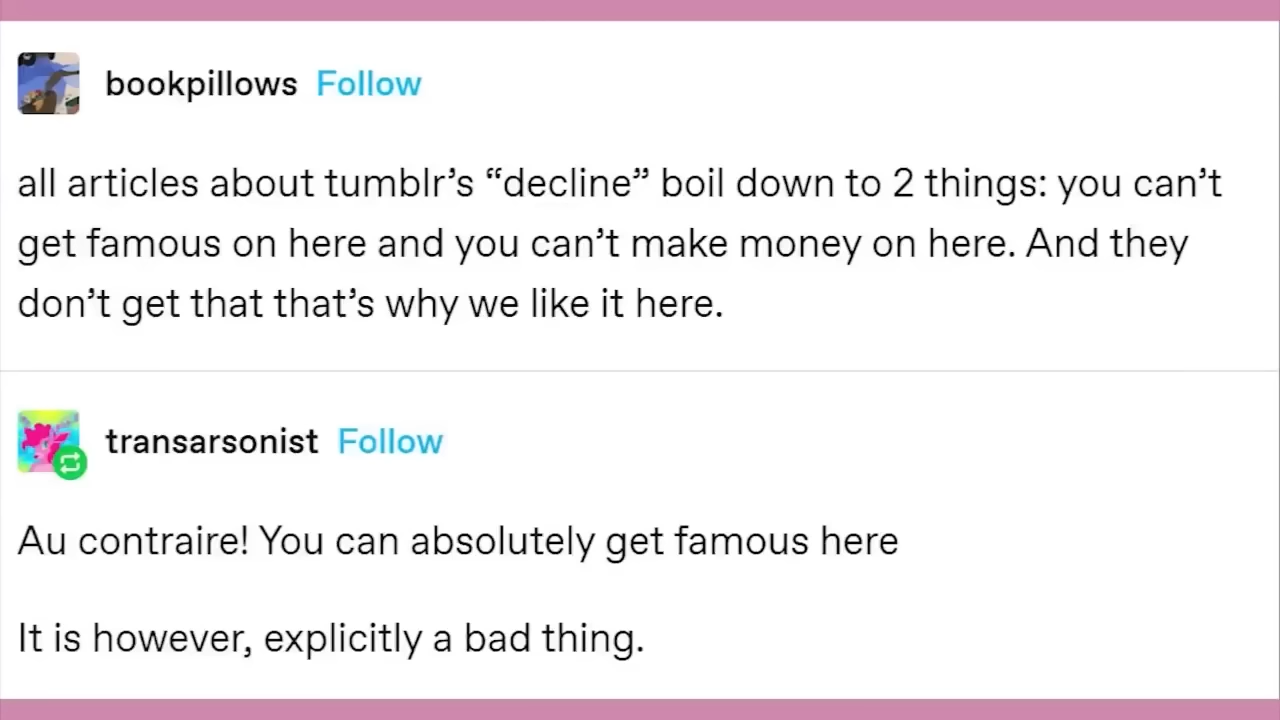 bookpillows Follow
all articles about tumblr’s “decline” boil down to 2 things: you can’t
get famous on here and you can’t make money on here. And they
don’t get that that’s why we like it here.
transarsonist Follow
Au contraire! You can absolutely get famous here
It is however, explicitly a bad thing.